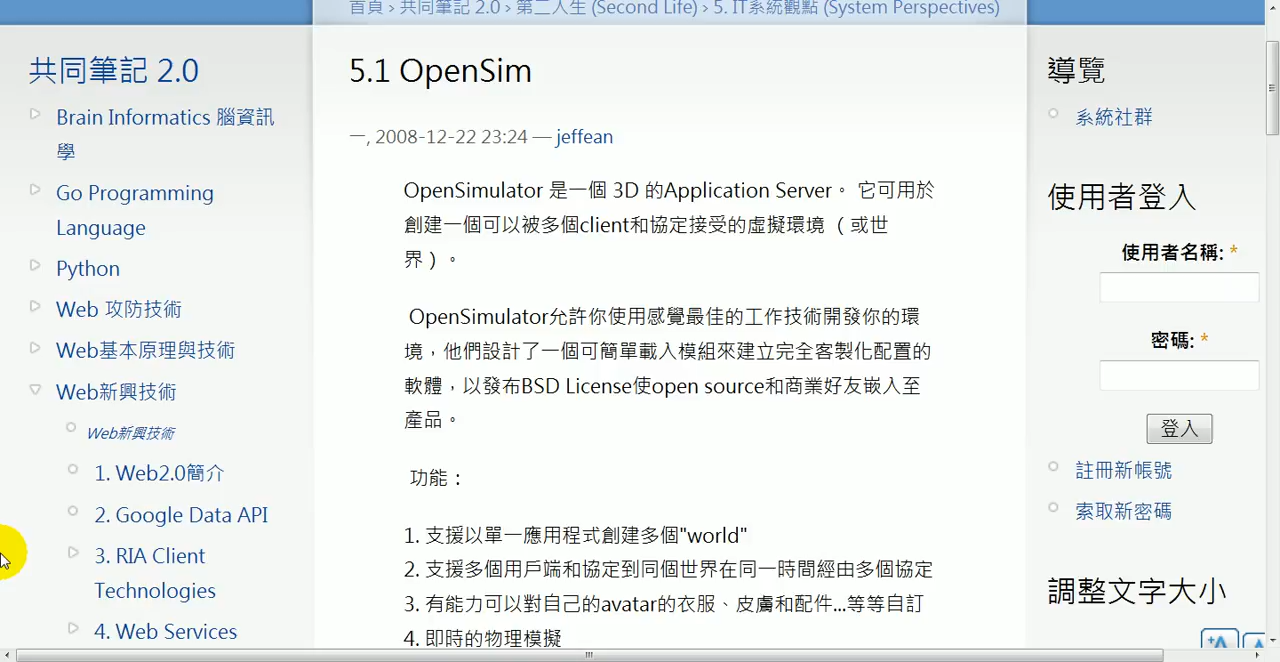 首頁 › 共同筆記 2.0 › 第二人生 (Second Life) › 5. IT系統觀點 (System Perspectives)
共同筆記 2.0
Brain Informatics 腦資訊
學
Go Programming
Language
Python
Web 攻防技術
Web基本原理與技術
Web新興技術
Web新興技術
1. Web2.0簡介
2. Google Data API
3. RIA Client
Technologies
4. Web Services
5.1 OpenSim
一, 2008-12-22 23:24 — jeffean
OpenSimulator 是一個 3D 的Application Server。 它可用於
創建一個可以被多個client和協定接受的虛擬環境 （或世
界）。
OpenSimulator允許你使用感覺最佳的工作技術開發你的環
境，他們設計了一個可簡單載入模組來建立完全客製化配置的
軟體，以發布BSD License使open source和商業好友嵌入至
產品。
功能：
1. 支援以單一應用程式創建多個"world"
2. 支援多個用戶端和協定到同個世界在同一時間經由多個協定
3. 有能力可以對自己的avatar的衣服、皮膚和配件...等等自訂
4. 即時的物理模擬
導覽
系統社群
使用者登入
使用者名稱: *
密碼: *
登入
註冊新帳號
索取新密碼
調整文字大小
+A